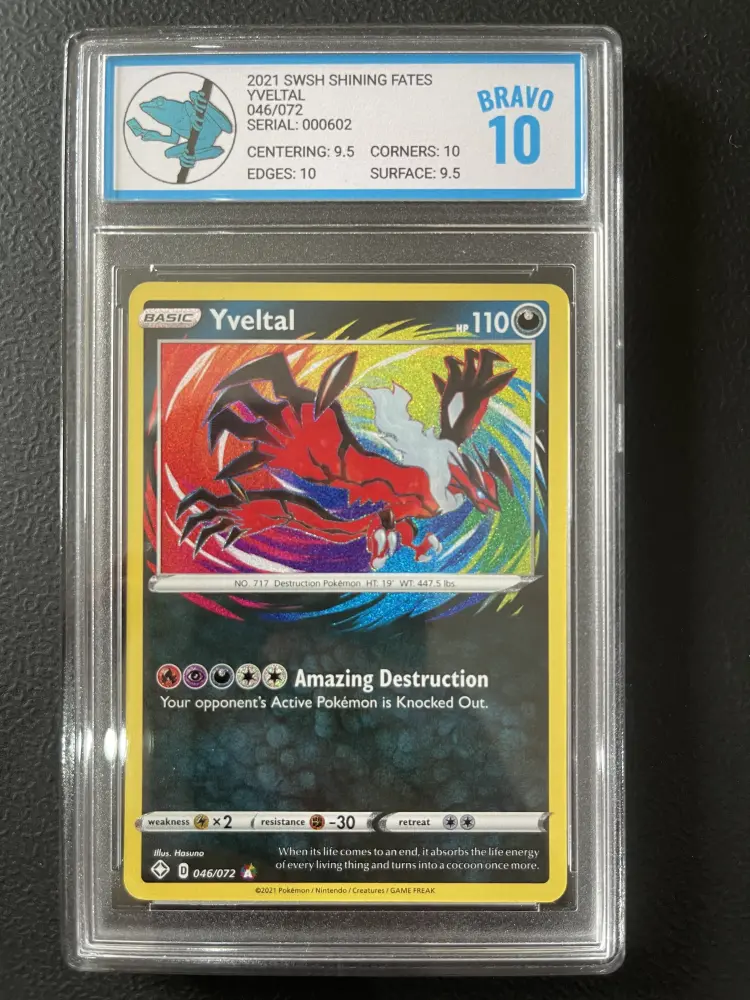 2021 SWSH SHINING FATES
YVELTAL
046/072
SERIAL: 000602
CENTERING: 9.5 CORNERS: 10
EDGES: 10 SURFACE: 9.5
BRAVO
10
BASIC Yveltal HP 110
NO. 717 Destruction Pokémon HT: 19' WT: 447.5 lbs.
Amazing Destruction
Your opponent's Active Pokémon is Knocked Out.
weakness ×2 resistance -30 retreat
Illus. Hasuno
When its life comes to an end, it absorbs the life energy
of every living thing and turns into a cocoon once more.
D 046/072 A
©2021 Pokémon / Nintendo / Creatures / GAME FREAK